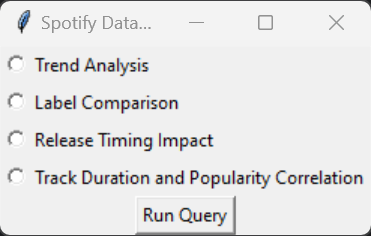 Spotify Data...
Trend Analysis
Label Comparison
Release Timing Impact
Track Duration and Popularity Correlation
Run Query